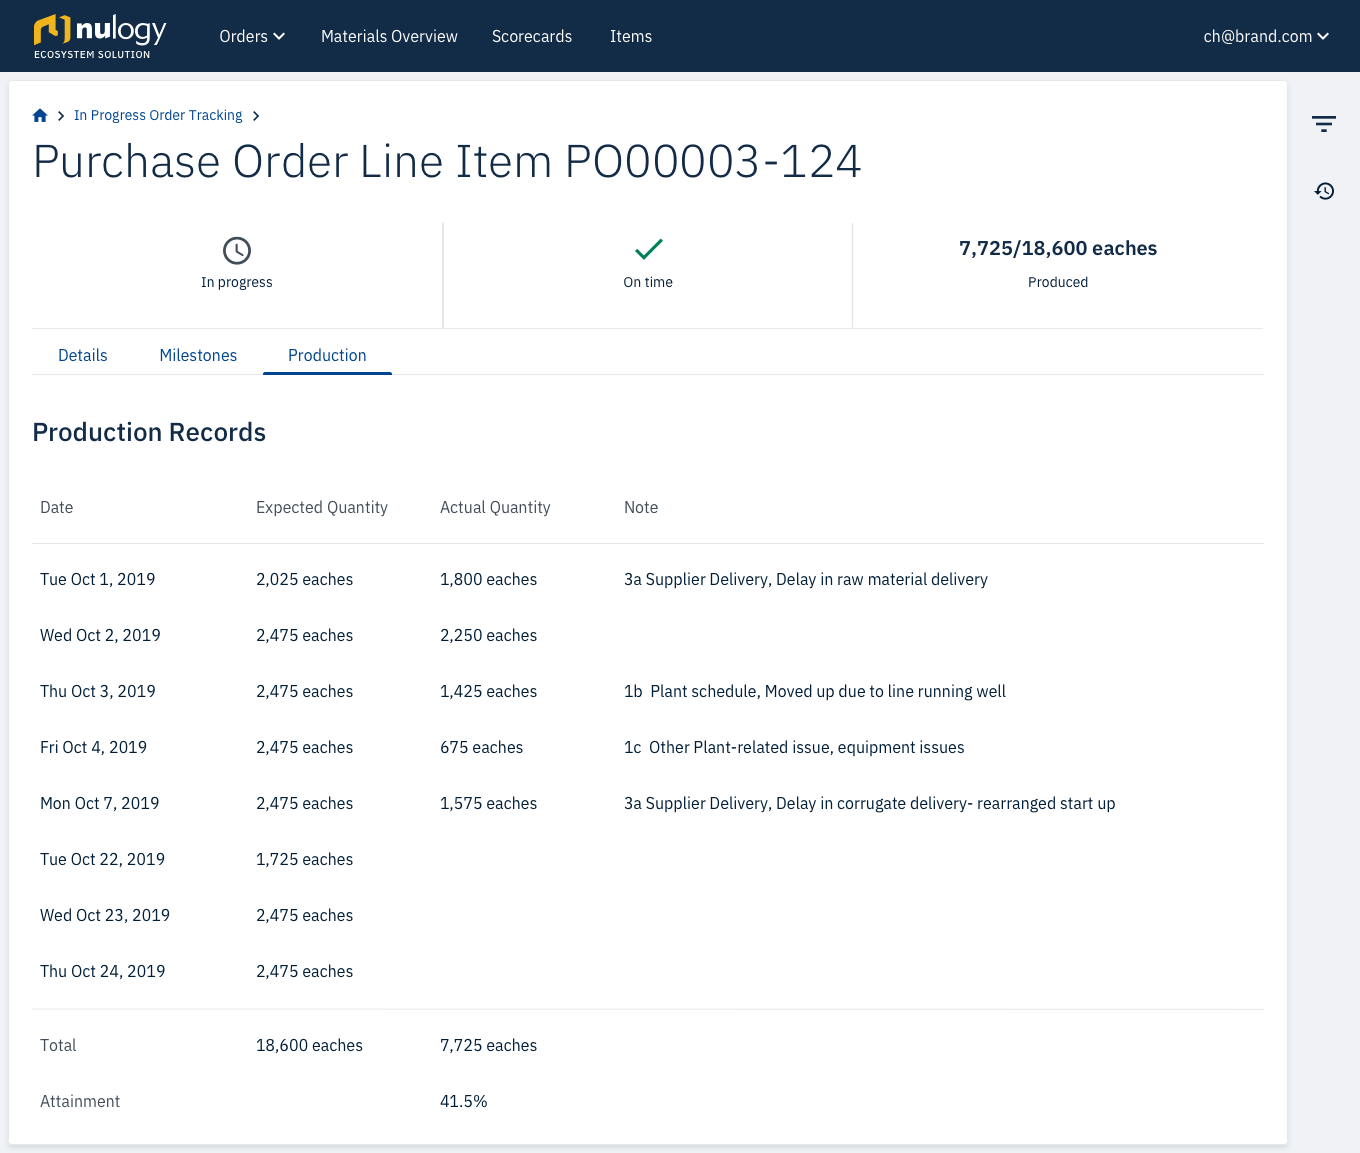 nulogy
ECOSYSTEM SOLUTION
Orders Materials Overview Scorecards Items ch@brand.com
In Progress Order Tracking
Purchase Order Line Item PO00003-124
7,725/18,600 eaches
In progress On time Produced
Details Milestones Production
Production Records
Date Expected Quantity Actual Quantity Note
Tue Oct 1, 2019 2,025 eaches 1,800 eaches 3a Supplier Delivery, Delay in raw material delivery
Wed Oct 2, 2019 2,475 eaches 2,250 eaches
Thu Oct 3, 2019 2,475 eaches 1,425 eaches 1b  Plant schedule, Moved up due to line running well
Fri Oct 4, 2019 2,475 eaches 675 eaches 1c  Other Plant-related issue, equipment issues
Mon Oct 7, 2019 2,475 eaches 1,575 eaches 3a Supplier Delivery, Delay in corrugate delivery- rearranged start up
Tue Oct 22, 2019 1,725 eaches
Wed Oct 23, 2019 2,475 eaches
Thu Oct 24, 2019 2,475 eaches
Total 18,600 eaches 7,725 eaches
Attainment 41.5%